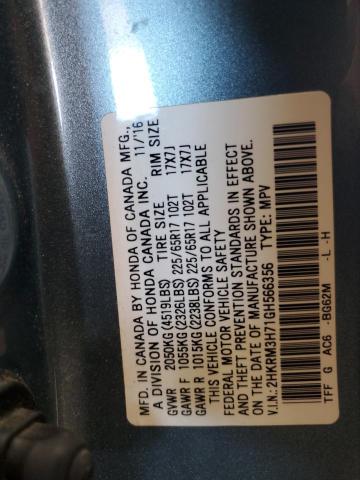 MFD. IN CANADA BY HONDA OF CANADA MFG.,
A DIVISION OF HONDA CANADA INC. 11/'16
GVWR 2050KG(4519LBS) TIRE SIZE RIM SIZE
GAWR F 1055KG(2326LBS) 225/65R17 102T 17X7J
GAWR R 1015KG(2238LBS) 225/65R17 102T 17X7J
THIS VEHICLE CONFORMS TO ALL APPLICABLE
FEDERAL MOTOR VEHICLE SAFETY
AND THEFT PREVENTION STANDARDS IN EFFECT
ON THE DATE OF MANUFACTURE SHOWN ABOVE.
V.I.N.:2HKRM3H71GH566356 TYPE: MPV
TFF G AC6 -BG62M -L -H